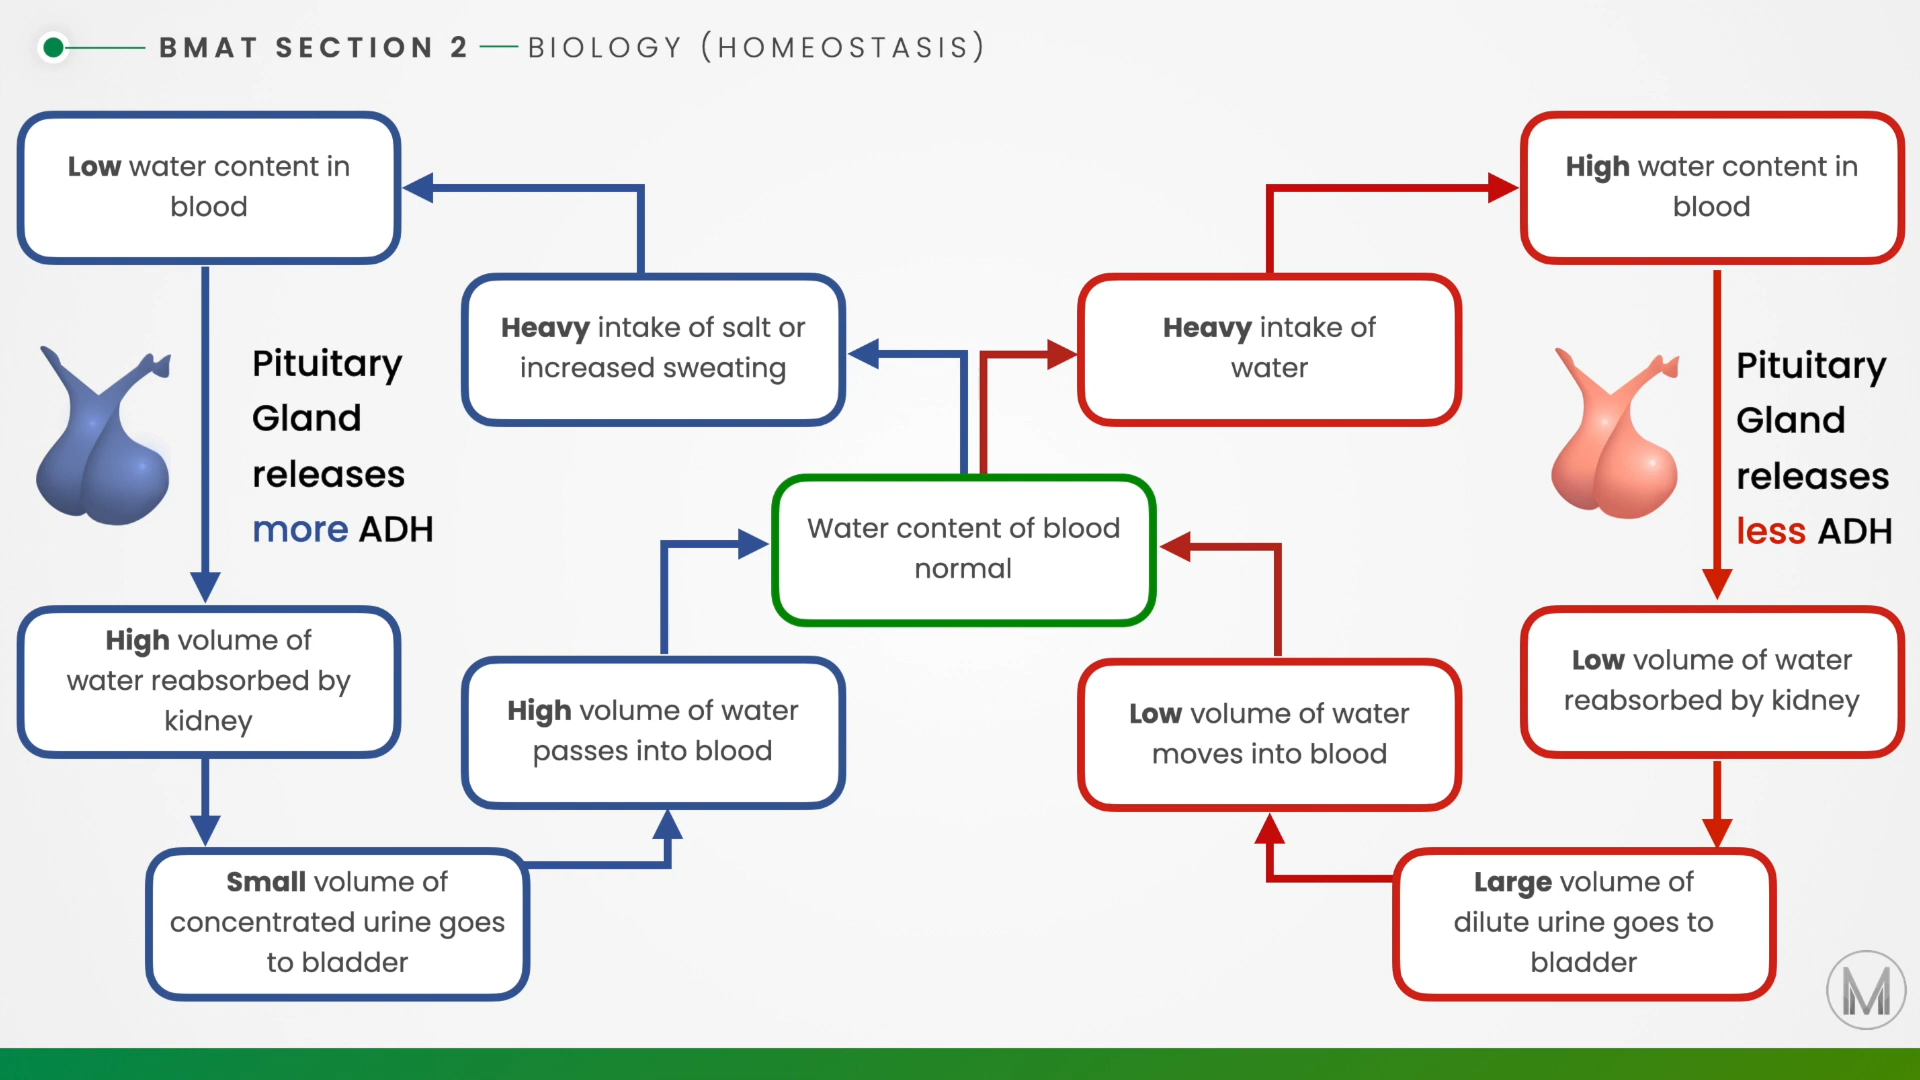 BMAT SECTION 2 — BIOLOGY (HOMEOSTASIS)
Low water content in
blood
High water content in
blood
Heavy intake of salt or
increased sweating
Heavy intake of
water
Pituitary
Gland
releases
more ADH
Pituitary
Gland
releases
less ADH
Water content of blood
normal
High volume of
water reabsorbed by
kidney
High volume of water
passes into blood
Low volume of water
moves into blood
Low volume of water
reabsorbed by kidney
Small volume of
concentrated urine goes
to bladder
Large volume of
dilute urine goes to
bladder
M